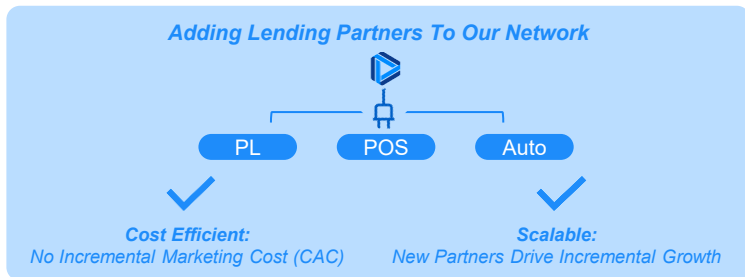 Adding Lending Partners To Our Network
PL
POS
Auto
Cost Efficient:
No Incremental Marketing Cost (CAC)
Scalable:
New Partners Drive Incremental Growth